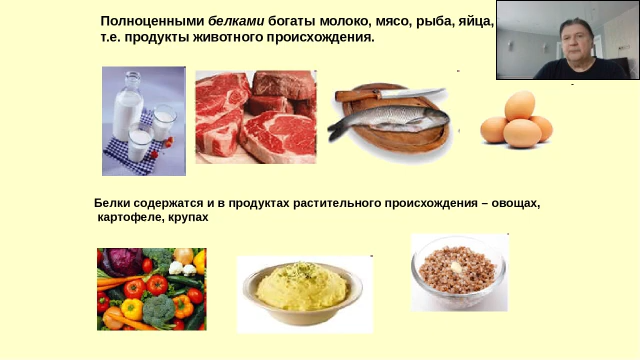 Полноценными белками богаты молоко, мясо, рыба, яйца,
т.е. продукты животного происхождения.
Белки содержатся и в продуктах растительного происхождения – овощах,
картофеле, крупах